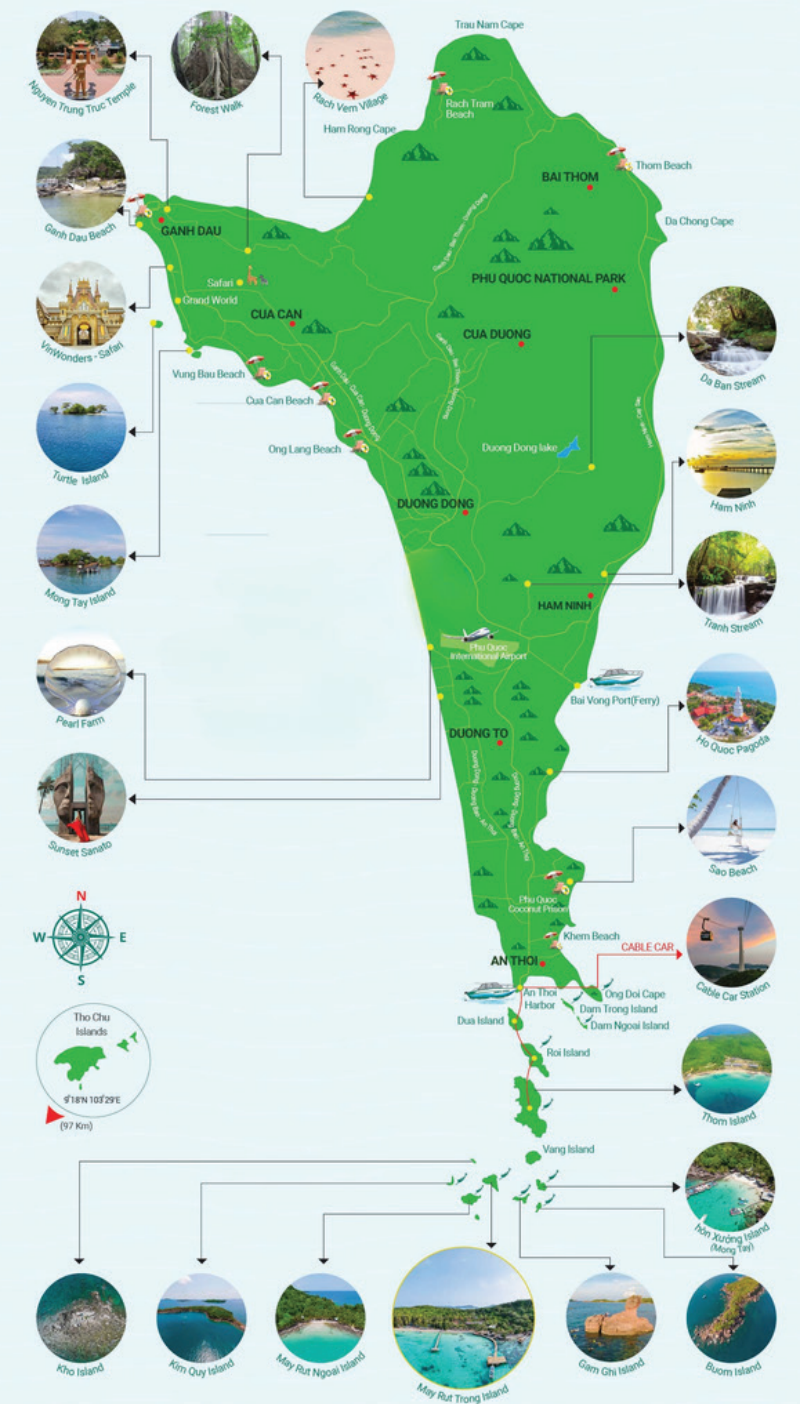 Trau Nam Cape
Nguyen Trung Truc Temple
Forest Walk
Rach Vem Village
Rach Tram
Beach
Ham Rong Cape
Thom Beach
BAI THOM
Ganh Dau Beach
GANH DAU
Da Chong Cape
Safari
PHU QUOC NATIONAL PARK
Grand World
CUA CAN
VinWonders - Safari
CUA DUONG
Vung Bau Beach
Da Ban Stream
Cua Can Beach
Ganh Dau - Cua Can - Duong Dong
Ong Lang Beach
Duong Dong lake
Turtle Island
DUONG DONG
Ham Ninh
Mong Tay Island
HAM NINH
Tranh Stream
Phu Quoc
International Airport
Bai Vong Port(Ferry)
Pearl Farm
DUONG TO
Ho Quoc Pagoda
Sunset Sanato
Sao Beach
Phu Quoc
Coconut Prison
N
W
E
S
Khem Beach
CABLE CAR
AN THOI
Cable Car Station
An Thoi
Harbor
Ong Doi Cape
Dam Trong Island
Dam Ngoai Island
Dua Island
Tho Chu
Islands
9°18'N 103°29'E
(97 Km)
Roi Island
Thom Island
Vang Island
hòn Xưởng Island
(Mong Tay)
Kho Island
Kim Quy Island
May Rut Ngoai Island
May Rut Trong Island
Gam Ghi Island
Buom Island